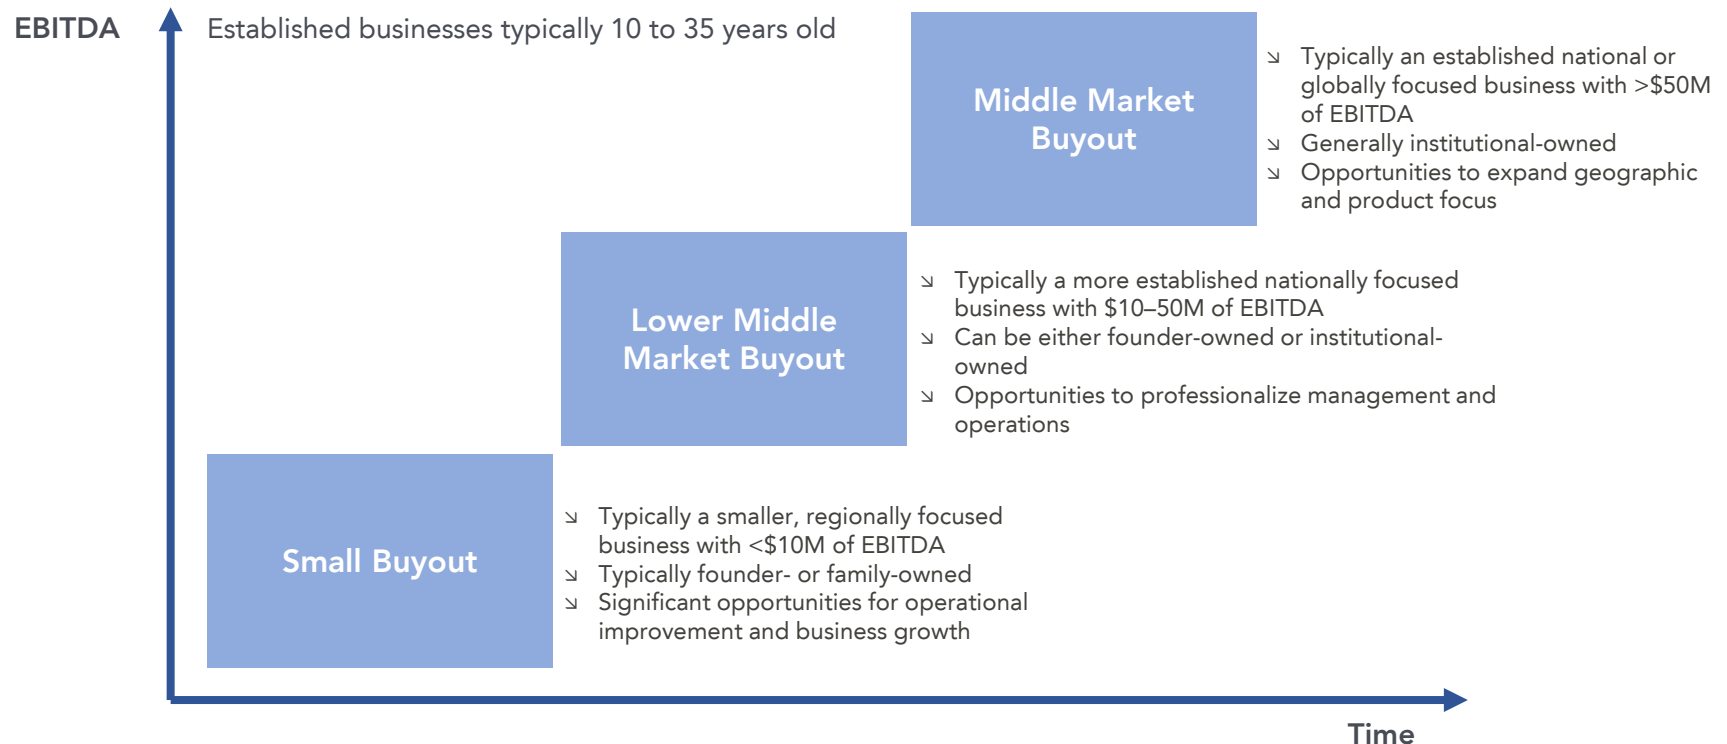 EBITDA
Established businesses typically 10 to 35 years old
Middle Market
Buyout
↘ Typically an established national or
globally focused business with >$50M
of EBITDA
↘ Generally institutional-owned
↘ Opportunities to expand geographic
and product focus
Lower Middle
Market Buyout
↘ Typically a more established nationally focused
business with $10–50M of EBITDA
↘ Can be either founder-owned or institutional-
owned
↘ Opportunities to professionalize management and
operations
Small Buyout
↘ Typically a smaller, regionally focused
business with <$10M of EBITDA
↘ Typically founder- or family-owned
↘ Significant opportunities for operational
improvement and business growth
Time